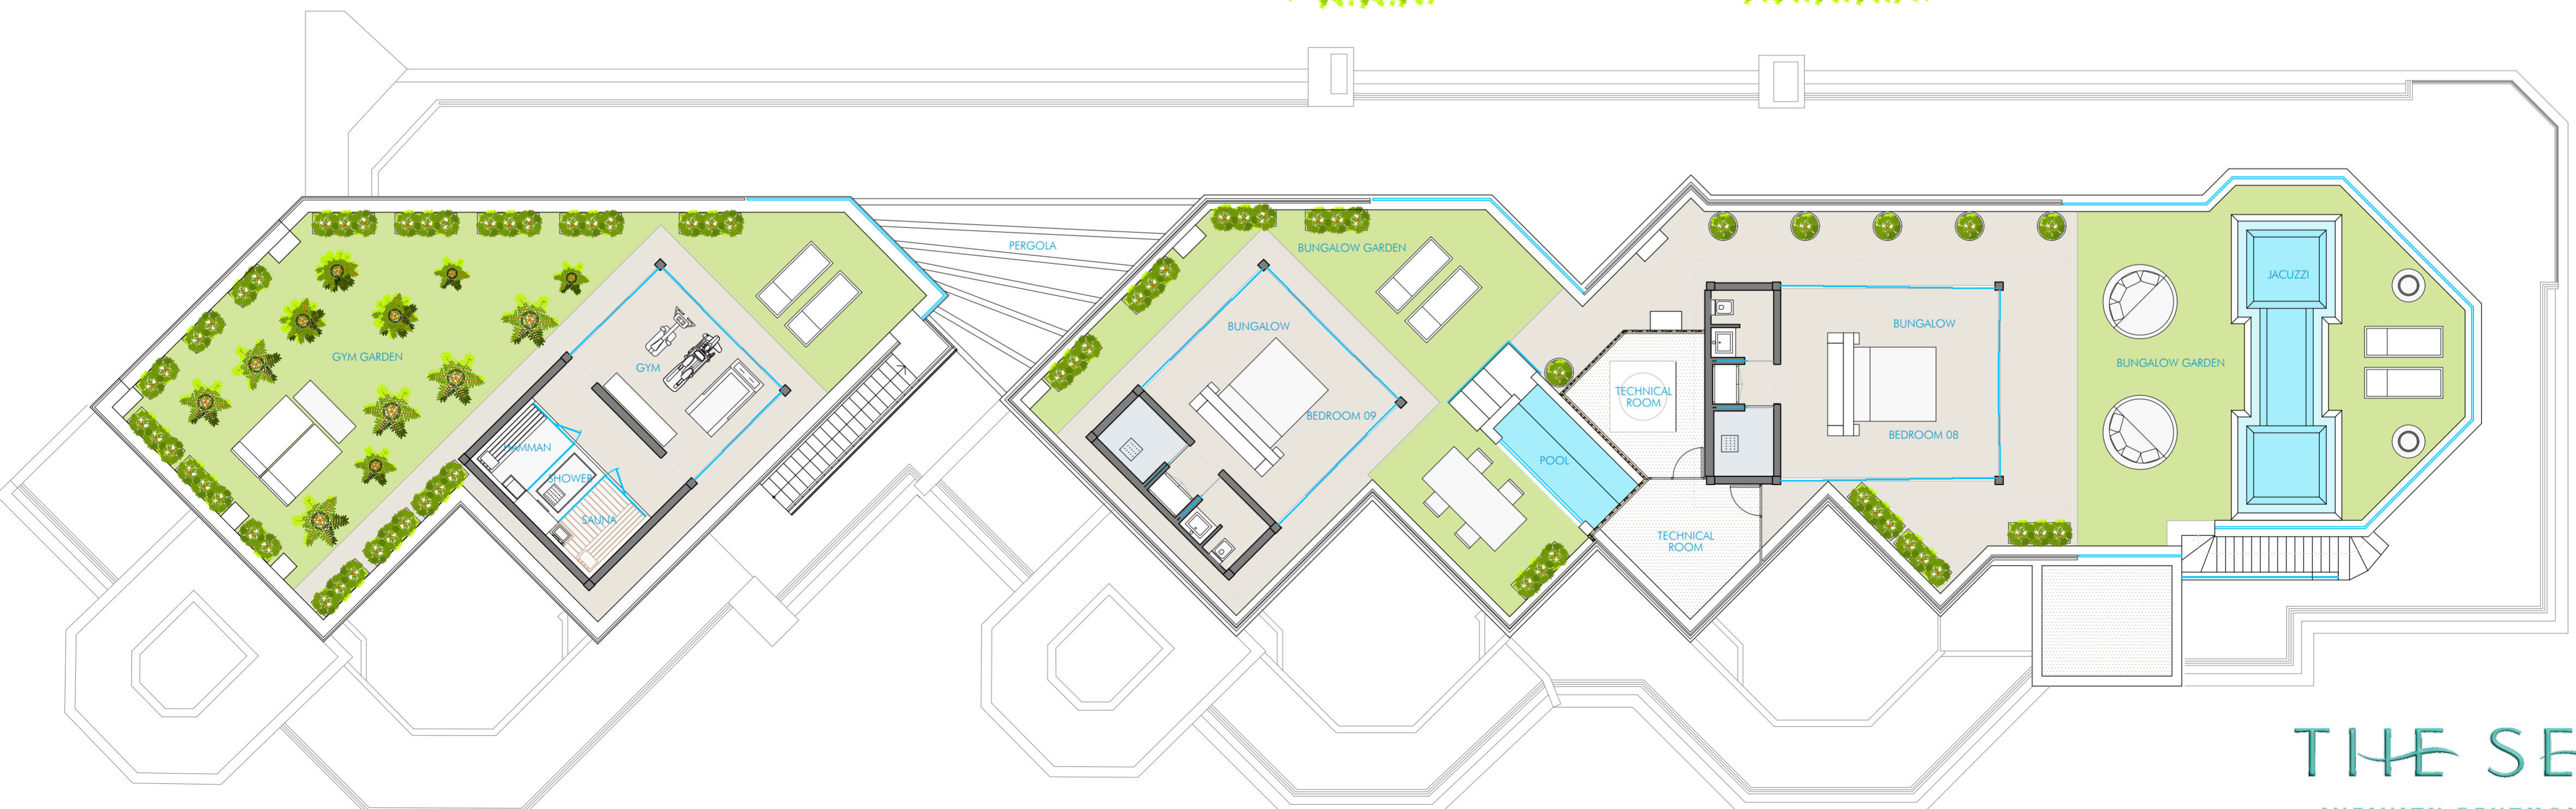 PERGOLA
GYM GARDEN
GYM
HAMMAN
SHOWER
SAUNA
BUNGALOW GARDEN
BUNGALOW
BEDROOM 09
POOL
TECHNICAL
ROOM
TECHNICAL
ROOM
BUNGALOW
BEDROOM 08
BUNGALOW GARDEN
JACUZZI
THE SE